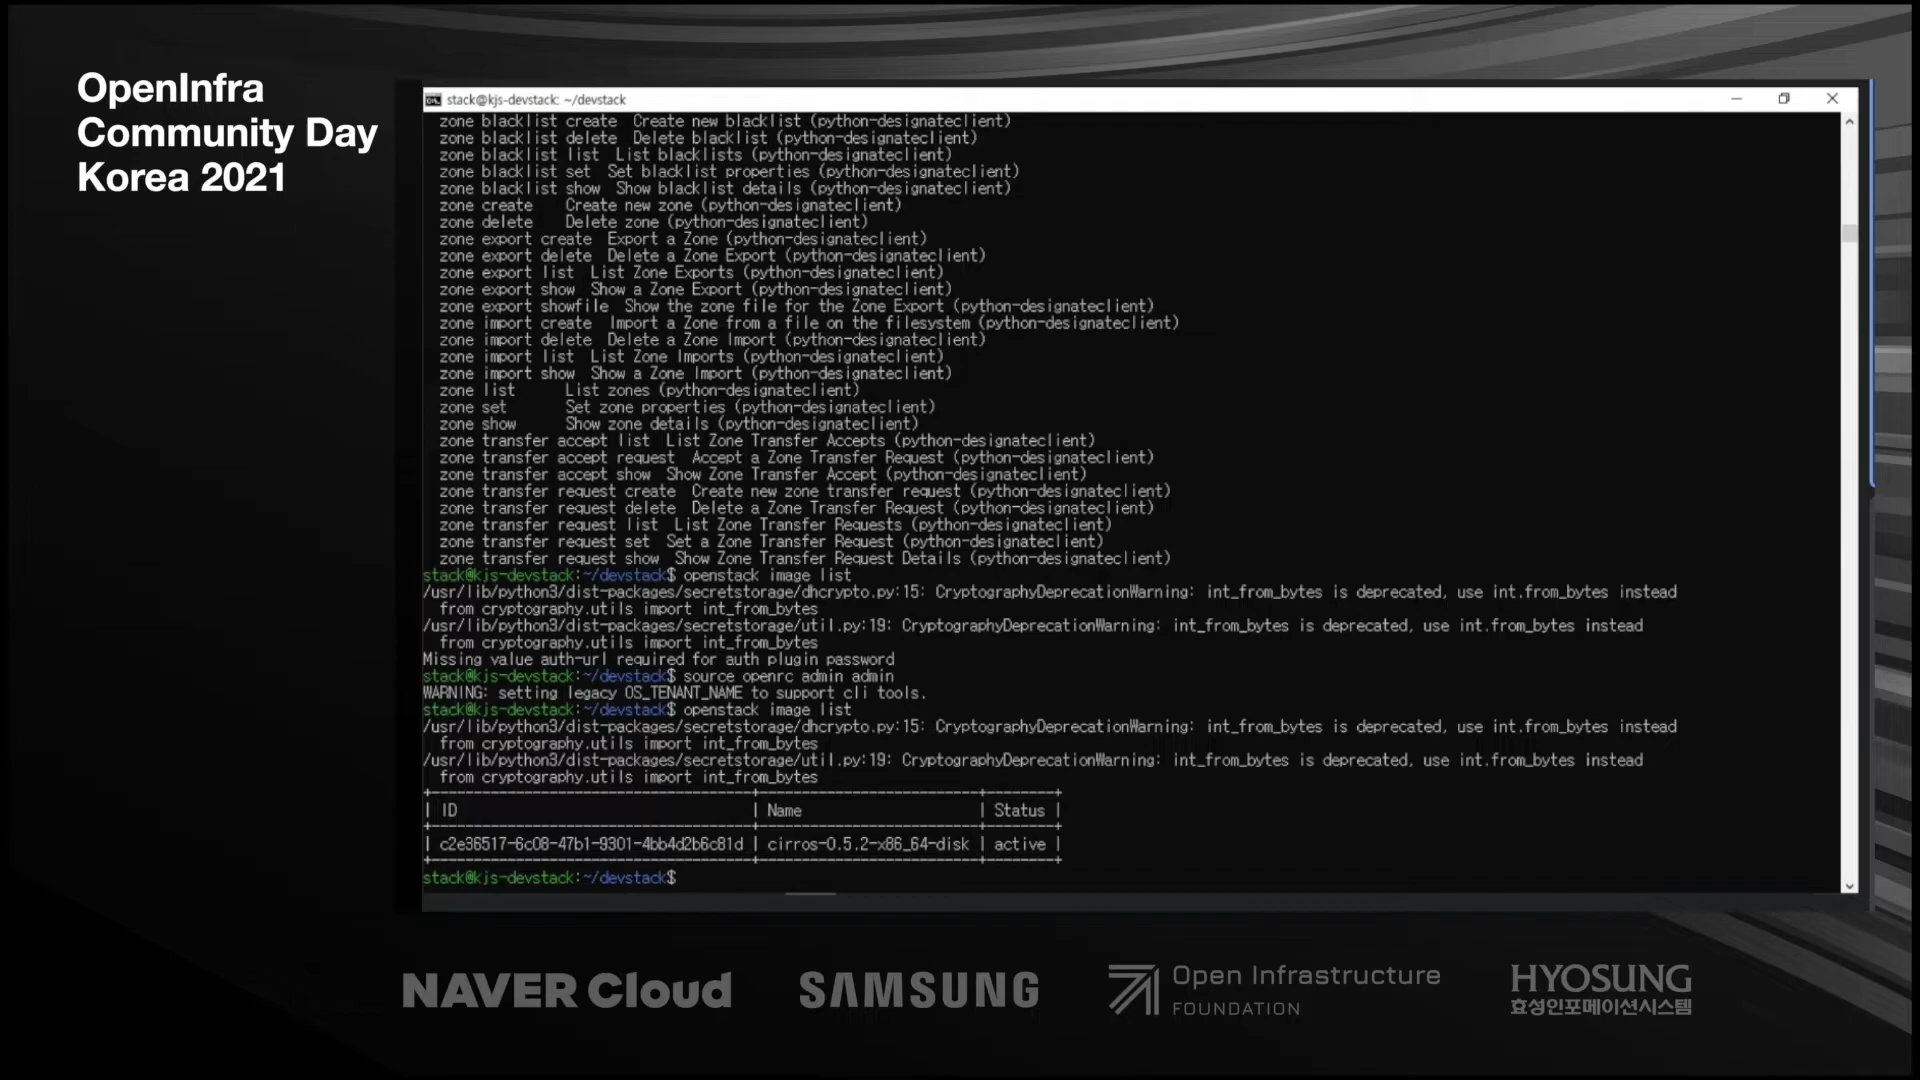 OpenInfra
Community Day
Korea 2021
stack@kjs-devstack: ~/devstack
zone blacklist create  Create new blacklist (python-designateclient)
zone blacklist delete  Delete blacklist (python-designateclient)
zone blacklist list  List blacklists (python-designateclient)
zone blacklist set  Set blacklist properties (python-designateclient)
zone blacklist show  Show blacklist details (python-designateclient)
zone create    Create new zone (python-designateclient)
zone delete    Delete zone (python-designateclient)
zone export create  Export a Zone (python-designateclient)
zone export delete  Delete a Zone Export (python-designateclient)
zone export list  List Zone Exports (python-designateclient)
zone export show  Show a Zone Export (python-designateclient)
zone export showfile  Show the zone file for the Zone Export (python-designateclient)
zone import create  Import a Zone from a file on the filesystem (python-designateclient)
zone import delete  Delete a Zone Import (python-designateclient)
zone import list  List Zone Imports (python-designateclient)
zone import show  Show a Zone Import (python-designateclient)
zone list      List zones (python-designateclient)
zone set       Set zone properties (python-designateclient)
zone show      Show zone details (python-designateclient)
zone transfer accept list  List Zone Transfer Accepts (python-designateclient)
zone transfer accept request  Accept a Zone Transfer Request (python-designateclient)
zone transfer accept show  Show Zone Transfer Accept (python-designateclient)
zone transfer request create  Create new zone transfer request (python-designateclient)
zone transfer request delete  Delete a Zone Transfer Request (python-designateclient)
zone transfer request list  List Zone Transfer Requests (python-designateclient)
zone transfer request set  Set a Zone Transfer Request (python-designateclient)
zone transfer request show  Show Zone Transfer Request Details (python-designateclient)
stack@kjs-devstack:~/devstack$ openstack image list
/usr/lib/python3/dist-packages/secretstorage/dhcrypto.py:15: CryptographyDeprecationWarning: int_from_bytes is deprecated, use int.from_bytes instead
from cryptography.utils import int_from_bytes
/usr/lib/python3/dist-packages/secretstorage/util.py:19: CryptographyDeprecationWarning: int_from_bytes is deprecated, use int.from_bytes instead
from cryptography.utils import int_from_bytes
Missing value auth-url required for auth plugin password
stack@kjs-devstack:~/devstack$ source openrc admin admin
WARNING: setting legacy OS_TENANT_NAME to support cli tools.
stack@kjs-devstack:~/devstack$ openstack image list
/usr/lib/python3/dist-packages/secretstorage/dhcrypto.py:15: CryptographyDeprecationWarning: int_from_bytes is deprecated, use int.from_bytes instead
from cryptography.utils import int_from_bytes
/usr/lib/python3/dist-packages/secretstorage/util.py:19: CryptographyDeprecationWarning: int_from_bytes is deprecated, use int.from_bytes instead
from cryptography.utils import int_from_bytes
| ID | Name | Status |
| c2e36517-6c08-47b1-9301-4bb4d2b6c81d | cirros-0.5.2-x86_64-disk | active |
stack@kjs-devstack:~/devstack$
NAVER Cloud
SAMSUNG
Open Infrastructure
FOUNDATION
HYOSUNG
효성인포메이션시스템